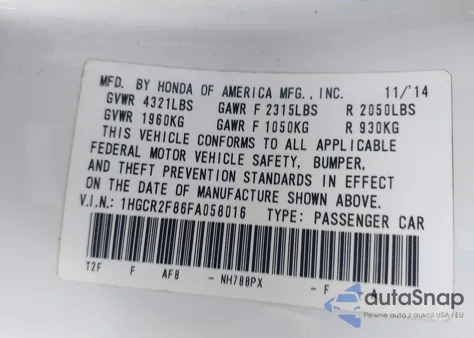 MFD. BY HONDA OF AMERICA MFG., INC. 11/'14
GVWR 4321LBS GAWR F 2315LBS R 2050LBS
GVWR 1960KG GAWR F 1050KG R 930KG
THIS VEHICLE CONFORMS TO ALL APPLICABLE
FEDERAL MOTOR VEHICLE SAFETY, BUMPER,
AND THEFT PREVENTION STANDARDS IN EFFECT
ON THE DATE OF MANUFACTURE SHOWN ABOVE.
V.I.N.: 1HGCR2F86FA058016 TYPE: PASSENGER CAR
T2F F AF8 - NH788PX - F
autaSnap
Pewne auto z aukcji USA i EU